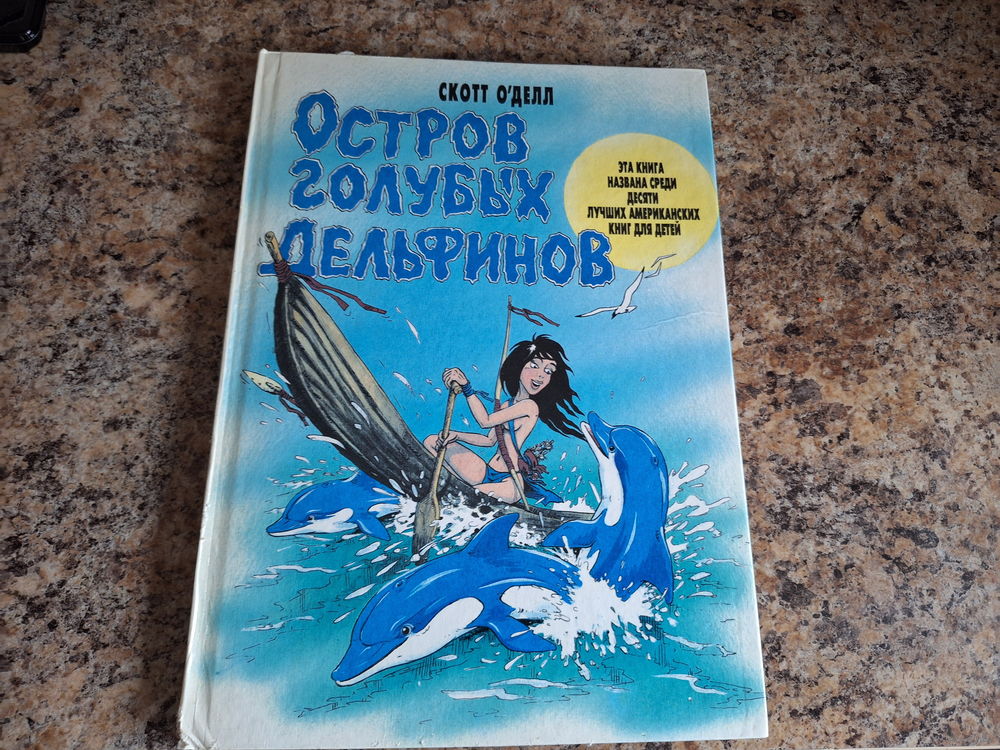 СКОТТ О'ДЕЛЛ
ОСТРОВ
ГОЛУБЫХ
ДЕЛЬФИНОВ
ЭТА КНИГА
НАЗВАНА СРЕДИ
ДЕСЯТИ
ЛУЧШИХ АМЕРИКАНСКИХ
КНИГ ДЛЯ ДЕТЕЙ